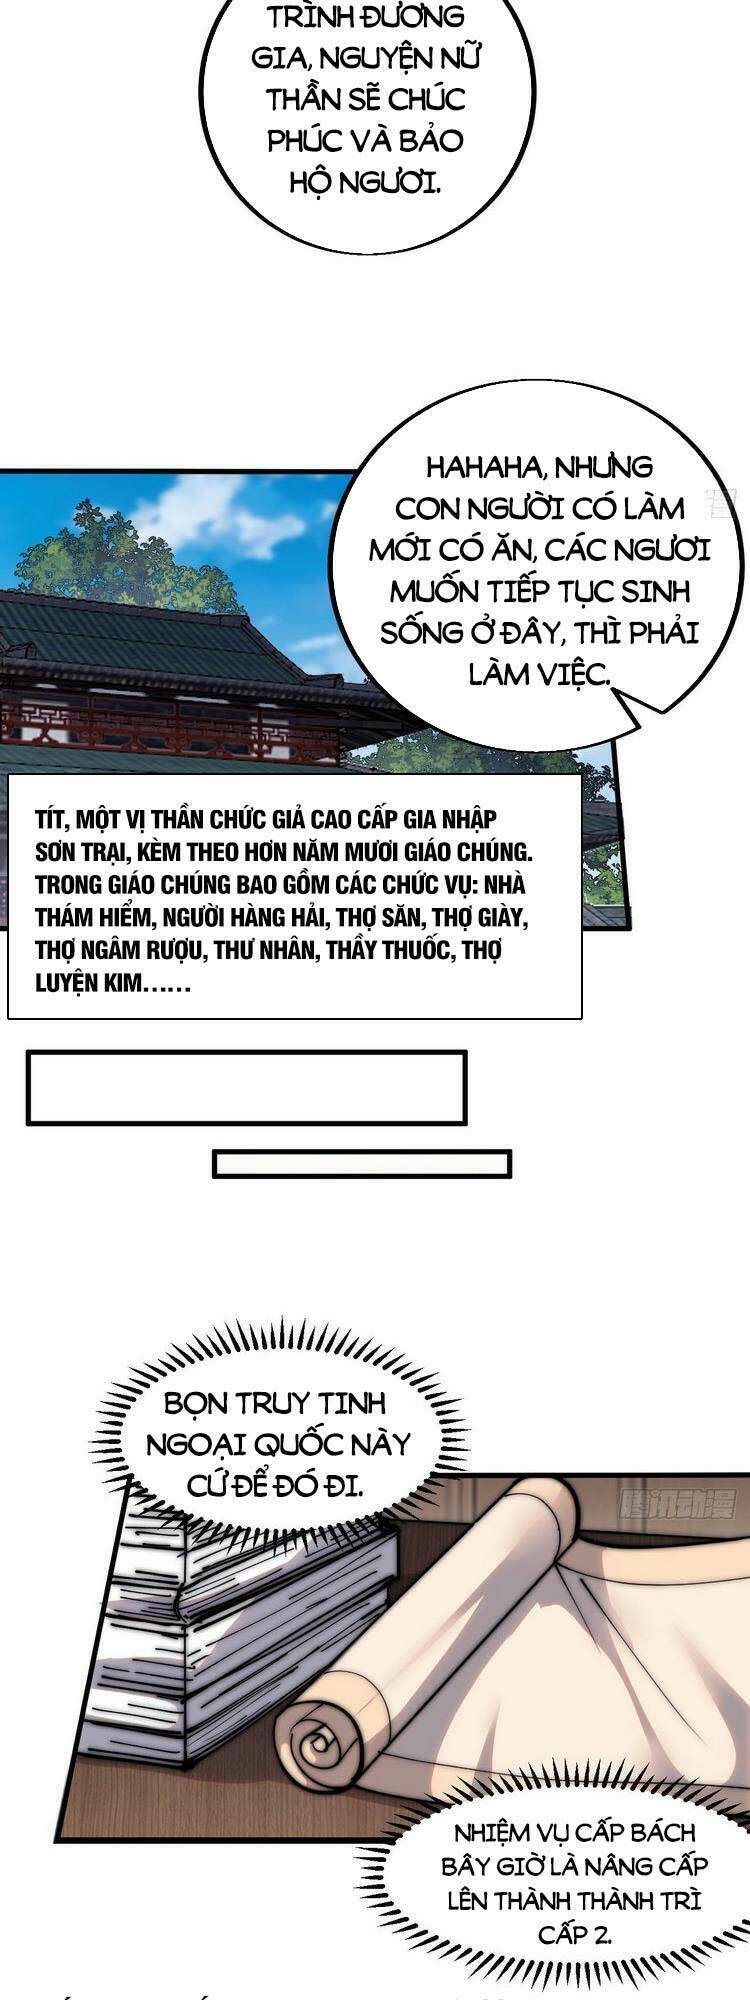 TRÌNH ĐƯƠNG
GIA, NGUYỆN NỮ
THẦN SẼ CHÚC
PHÚC VÀ BẢO
HỘ NGƯƠI.
HAHAHA, NHƯNG
CON NGƯỜI CÓ LÀM
MỚI CÓ ĂN, CÁC NGƯƠI
MUỐN TIẾP TỤC SINH
SỐNG Ở ĐÂY, THÌ PHẢI
LÀM VIỆC.
TÍT, MỘT VỊ THẦN CHỨC GIẢ CAO CẤP GIA NHẬP
SƠN TRẠI, KÈM THEO HƠN NĂM MƯƠI GIÁO CHÚNG.
TRONG GIÁO CHÚNG BAO GỒM CÁC CHỨC VỤ: NHÀ
THÁM HIỂM, NGƯỜI HÀNG HẢI, THỢ SĂN, THỢ GIÀY,
THỢ NGÂM RƯỢU, THƯ NHÂN, THẦY THUỐC, THỢ
LUYỆN KIM......
BỌN TRUY TINH
NGOẠI QUỐC NÀY
CỨ ĐỂ ĐÓ ĐI.
腾讯动漫
NHIỆM VỤ CẤP BÁCH
BÂY GIỜ LÀ NÂNG CẤP
LÊN THÀNH THÀNH TRÌ
CẤP 2.